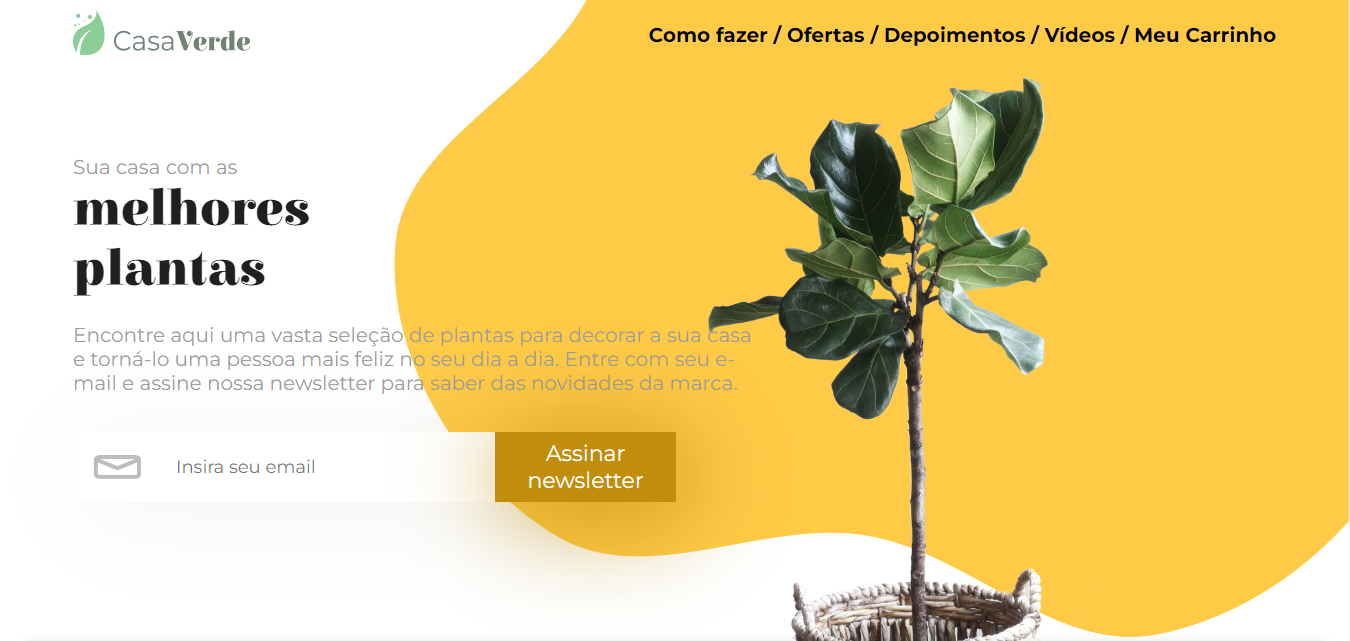 CasaVerde
Como fazer / Ofertas / Depoimentos / Vídeos / Meu Carrinho
Sua casa com as
melhores
plantas
Encontre aqui uma vasta seleção de plantas para decorar a sua casa
e torná-lo uma pessoa mais feliz no seu dia a dia. Entre com seu e-
mail e assine nossa newsletter para saber das novidades da marca.
Insira seu email
Assinar
newsletter